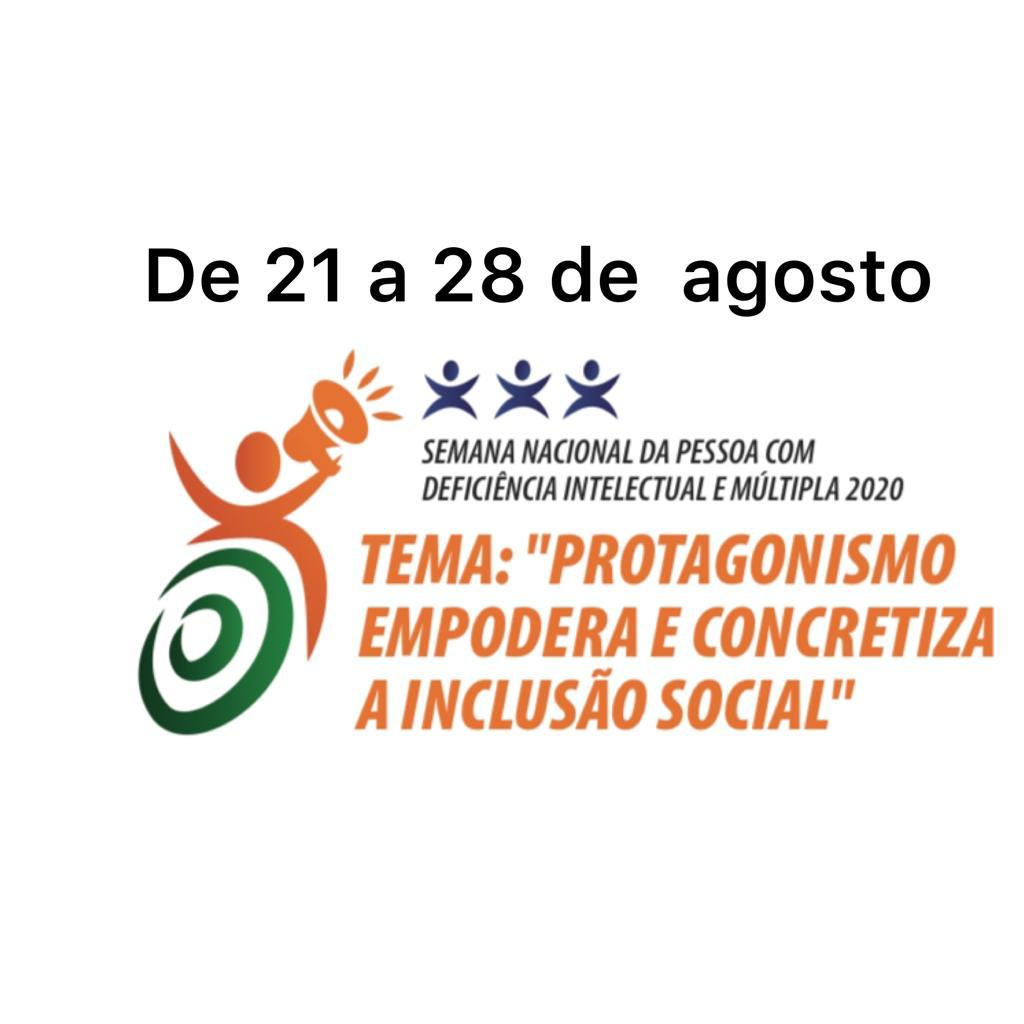 De 21 a 28 de  agosto
SEMANA NACIONAL DA PESSOA COM
DEFICIÊNCIA INTELECTUAL E MÚLTIPLA 2020
TEMA: "PROTAGONISMO
EMPODERA E CONCRETIZA
A INCLUSÃO SOCIAL"